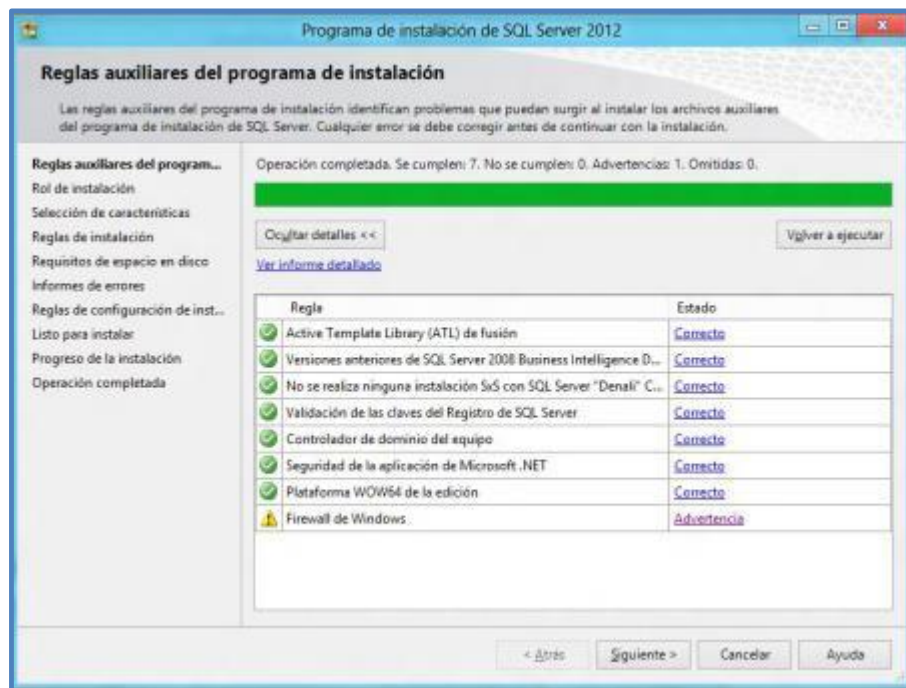 Programa de instalación de SQL Server 2012
Reglas auxiliares del programa de instalación
Las reglas auxiliares del programa de instalación identifican problemas que puedan surgir al instalar los archivos auxiliares
del programa de instalación de SQL Server. Cualquier error se debe corregir antes de continuar con la instalación.
Reglas auxiliares del program...
Rol de instalación
Selección de características
Reglas de instalación
Requisitos de espacio en disco
Informes de errores
Reglas de configuración de inst...
Listo para instalar
Progreso de la instalación
Operación completada
Operación completada. Se cumplen: 7. No se cumplen: 0. Advertencias: 1. Omitidas: 0.
Ocultar detalles <<
Volver a ejecutar
Ver informe detallado
Regla Estado
Active Template Library (ATL) de fusión Correcto
Versiones anteriores de SQL Server 2008 Business Intelligence D... Correcto
No se realiza ninguna instalación SxS con SQL Server "Denali" C... Correcto
Validación de las claves del Registro de SQL Server Correcto
Controlador de dominio del equipo Correcto
Seguridad de la aplicación de Microsoft .NET Correcto
Plataforma WOW64 de la edición Correcto
Firewall de Windows Advertencia
< Atrás Siguiente > Cancelar Ayuda